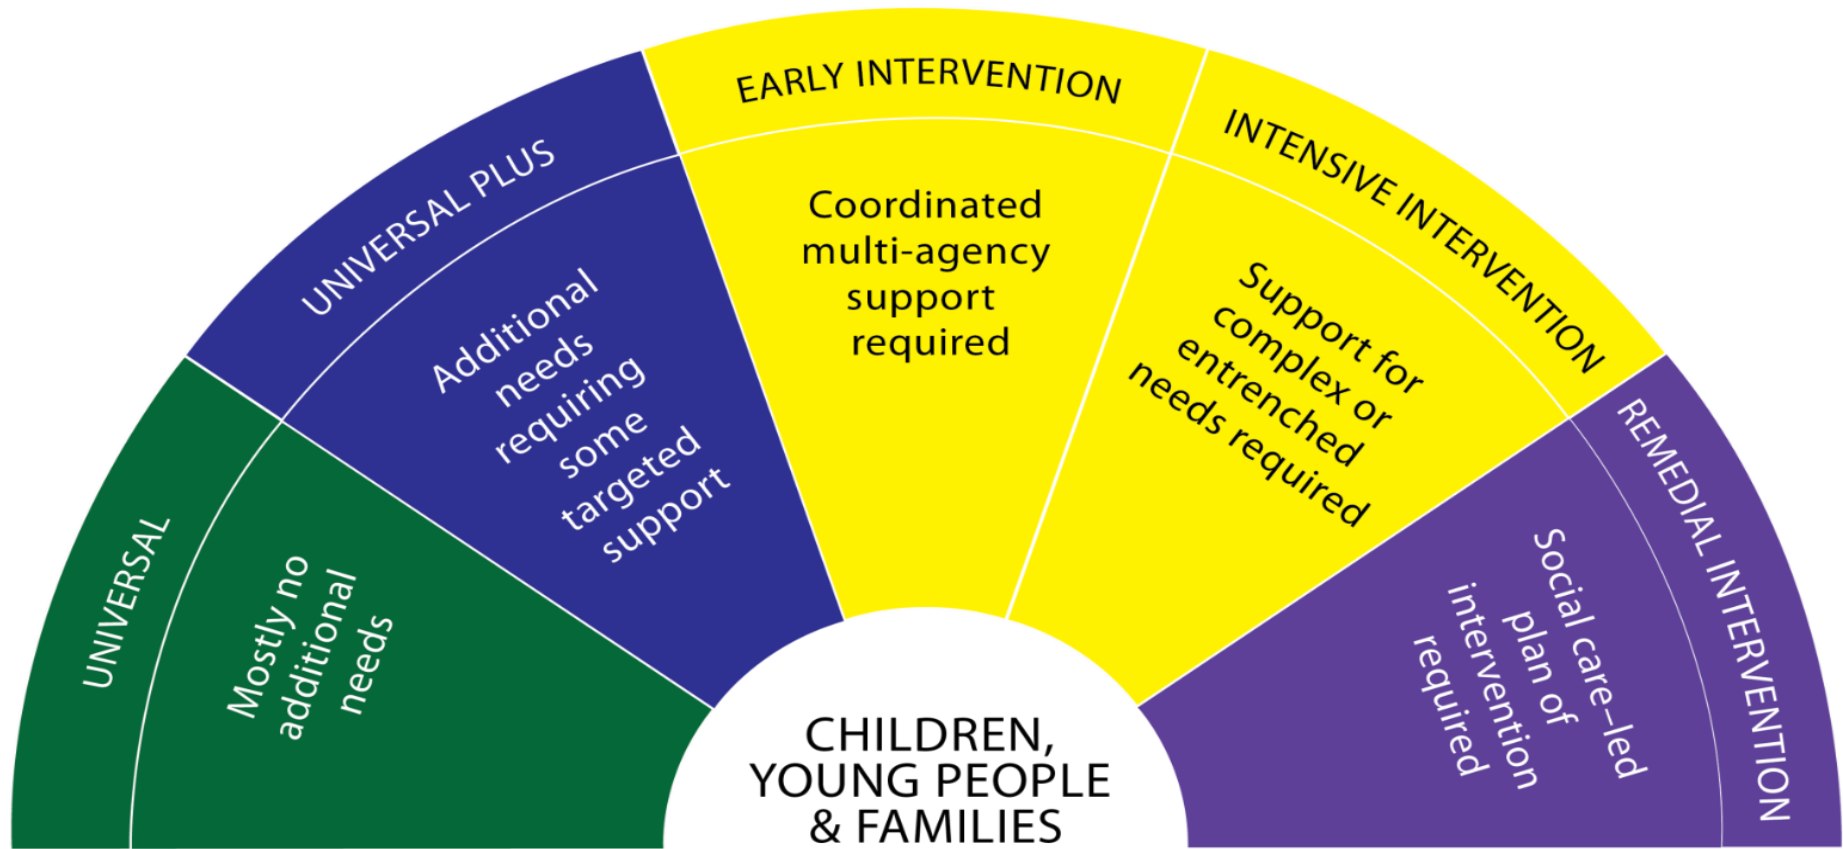 UNIVERSAL
Mostly no
additional
needs
UNIVERSAL PLUS
Additional
needs
requiring
some
targeted
support
EARLY INTERVENTION
Coordinated
multi-agency
support
required
INTENSIVE INTERVENTION
Support for
complex or
entrenched
needs required
REMEDIAL INTERVENTION
Social care–led
plan of
intervention
required
CHILDREN,
YOUNG PEOPLE
& FAMILIES